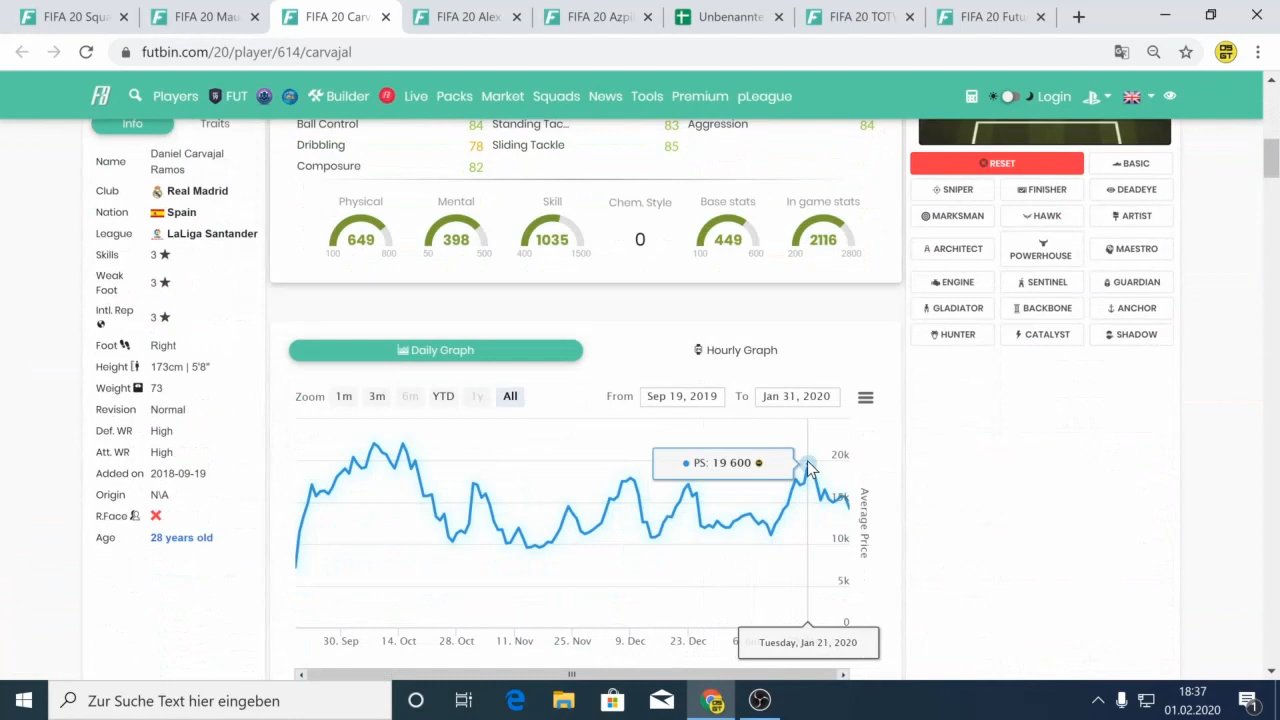 FIFA 20 Squa
FIFA 20 Mau
FIFA 20 Carv
FIFA 20 Alex
FIFA 20 Azpi
Unbenannte
FIFA 20 TOTY
FIFA 20 Futu
futbin.com/20/player/614/carvajal
Players FUT Builder Live Packs Market Squads News Tools Premium pLeague Login
Info Traits
Name Daniel Carvajal Ramos
Club Real Madrid
Nation Spain
League LaLiga Santander
Skills 3 ★
Weak Foot 3 ★
Intl. Rep 3 ★
Foot Right
Height 173cm | 5'8"
Weight 73
Revision Normal
Def. WR High
Att. WR High
Added on 2018-09-19
Origin N\A
R.Face
Age 28 years old
Ball Control 84 Standing Tac... 83 Aggression 84
Dribbling 78 Sliding Tackle 85
Composure 82
Physical Mental Skill Chem. Style Base stats In game stats
649 398 1035 0 449 2116
100 800 50 500 400 1500 100 600 200 2800
Daily Graph Hourly Graph
Zoom 1m 3m 6m YTD 1y All From Sep 19, 2019 To Jan 31, 2020
PS: 19 600
20k
15k
10k
5k
0
Average Price
30. Sep 14. Oct 28. Oct 11. Nov 25. Nov 9. Dec 23. Dec 6
Tuesday, Jan 21, 2020
RESET BASIC
SNIPER FINISHER DEADEYE
MARKSMAN HAWK ARTIST
ARCHITECT POWERHOUSE MAESTRO
ENGINE SENTINEL GUARDIAN
GLADIATOR BACKBONE ANCHOR
HUNTER CATALYST SHADOW
Zur Suche Text hier eingeben
18:37
01.02.2020